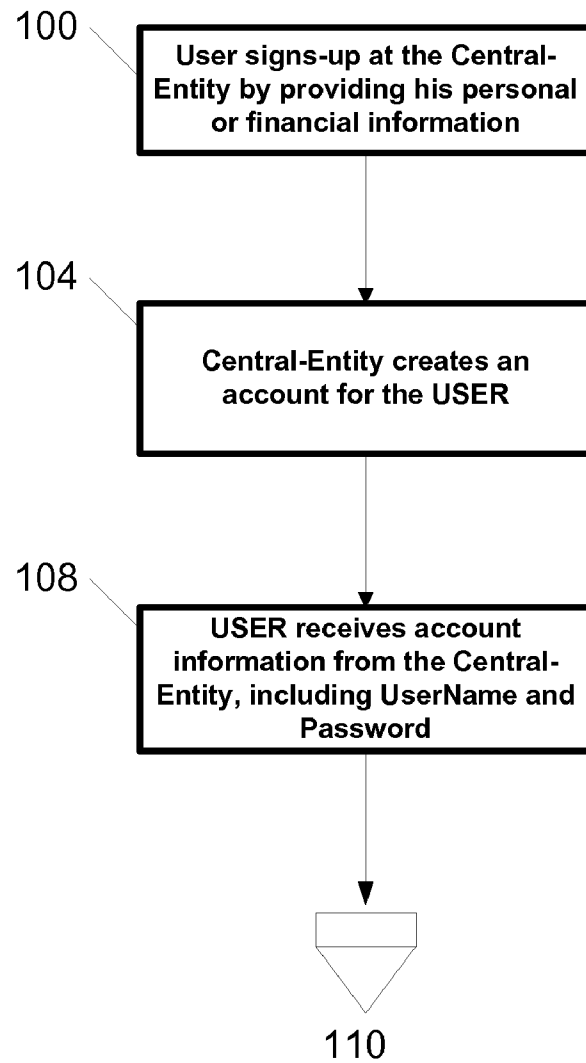 100
User signs-up at the Central-
Entity by providing his personal
or financial information
104
Central-Entity creates an
account for the USER
108
USER receives account
information from the Central-
Entity, including UserName and
Password
110